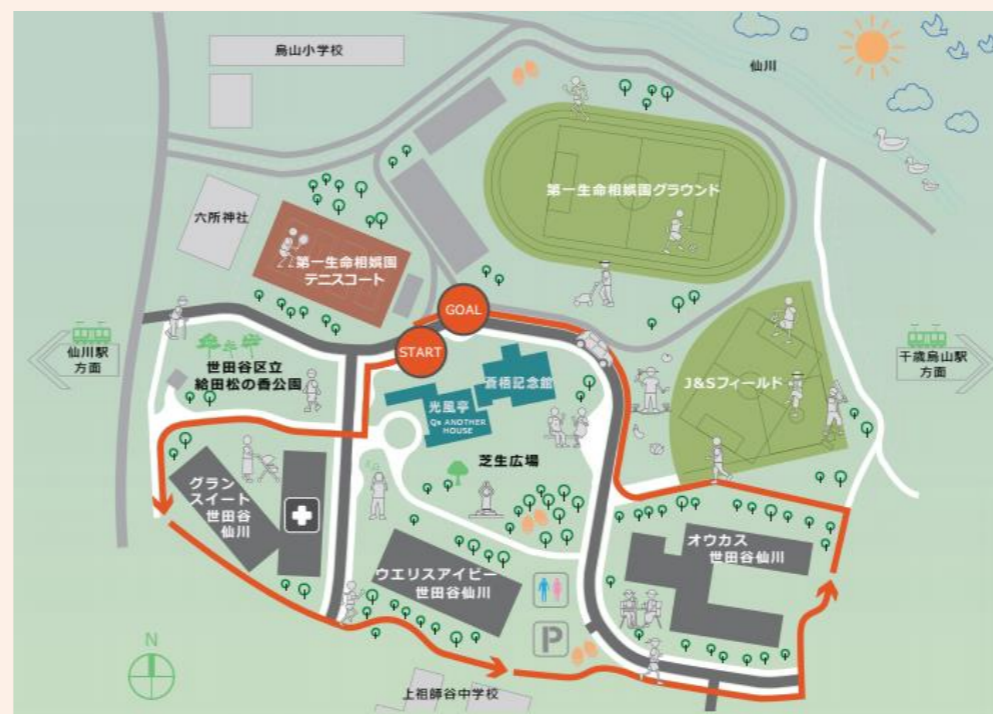 烏山小学校
仙川
第一生命相娯園グラウンド
六所神社
第一生命相娯園
テニスコート
GOAL
START
仙川駅
方面
千歳烏山駅
方面
世田谷区立
給田松の香公園
蒼梧記念館
光風亭
Qs ANOTHER
HOUSE
J&Sフィールド
芝生広場
グラン
スイート
世田谷
仙川
オウカス
世田谷仙川
ウエリスアイビー
世田谷仙川
P
N
上祖師谷中学校